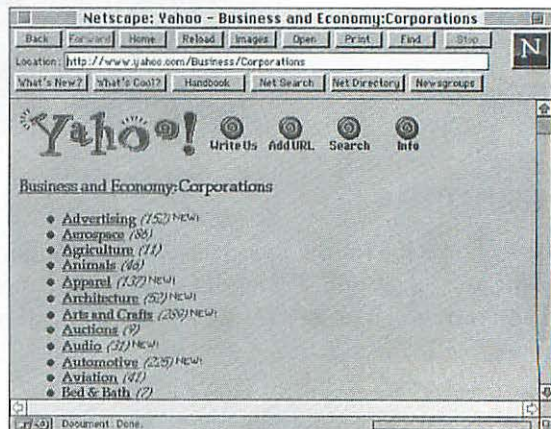 Netscape: Yahoo - Business and Economy:Corporations
Back Forward Home Reload Images Open Print Find Stop
N
Location: http://www.yahoo.com/Business/Corporations
What's New? What's Cool? Handbook Net Search Net Directory Newsgroups
Yahoo! Write Us Add URL Search Info
Business and Economy:Corporations
Advertising (152) NEW!
Aerospace (86)
Agriculture (11)
Animals (46)
Apparel (137) NEW!
Architecture (52) NEW!
Arts and Crafts (289) NEW!
Auctions (9)
Audio (31) NEW!
Automotive (225) NEW!
Aviation (41)
Bed & Bath (7)
Document: Done.